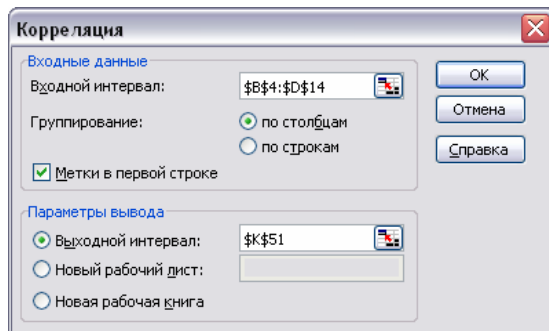 Корреляция
Входные данные
Входной интервал: $B$4:$D$14
Группирование: по столбцам
по строкам
Метки в первой строке
Параметры вывода
Выходной интервал: $K$51
Новый рабочий лист:
Новая рабочая книга
ОК
Отмена
Справка